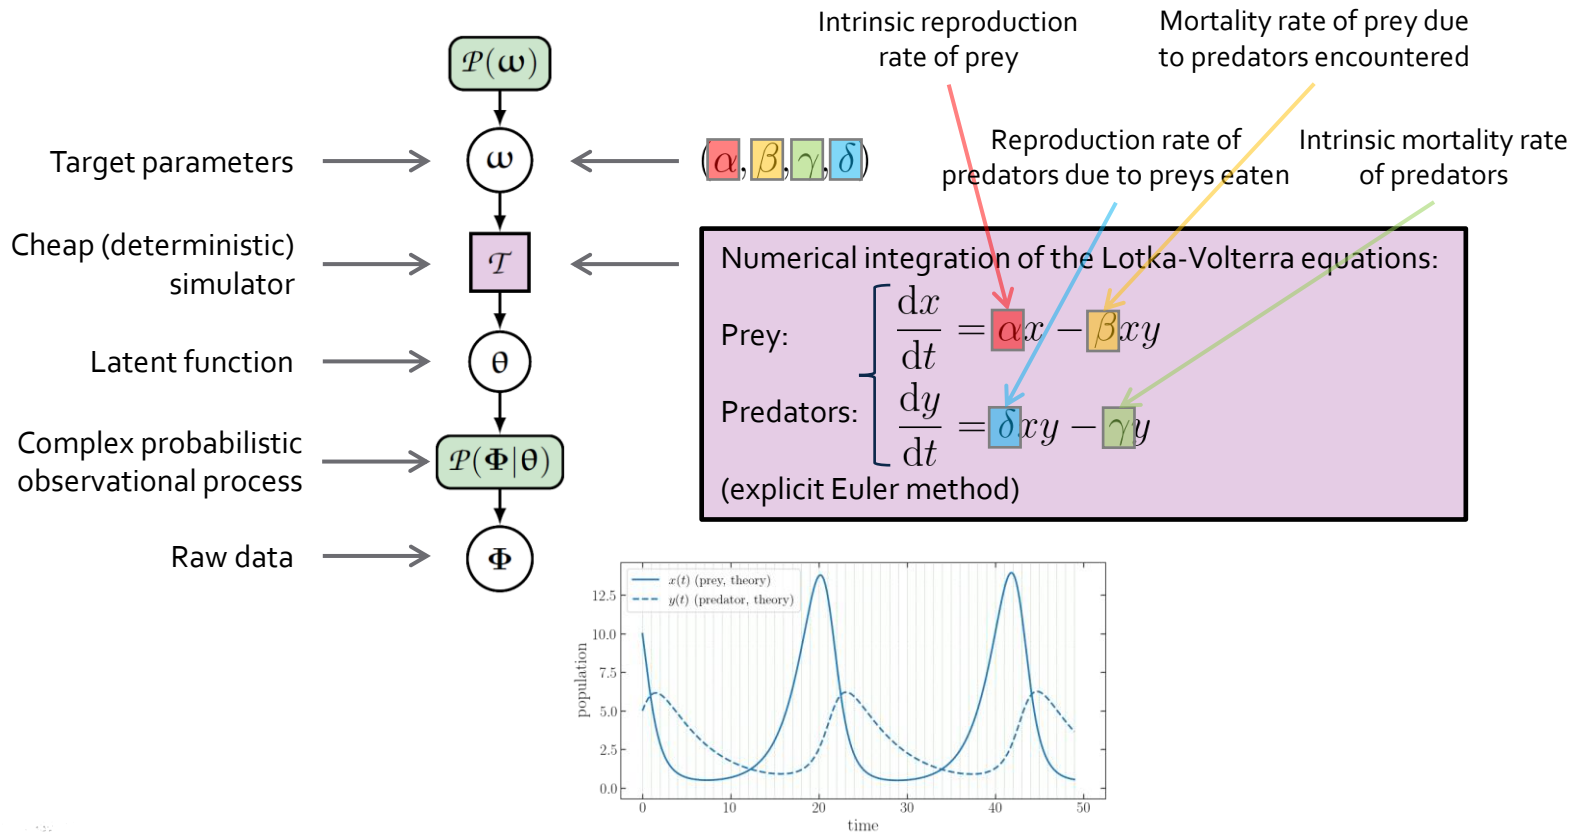 Intrinsic reproduction
rate of prey
Mortality rate of prey due
to predators encountered
Reproduction rate of
predators due to preys eaten
Intrinsic mortality rate
of predators
𝒫(ω)
Target parameters
ω
(α, β, γ, δ)
Cheap (deterministic)
simulator
𝒯
Latent function
θ
Complex probabilistic
observational process
𝒫(Φ|θ)
Raw data
Φ
Numerical integration of the Lotka-Volterra equations:
Prey:
dx/dt = αx − βxy
Predators:
dy/dt = δxy − γy
(explicit Euler method)
x(t) (prey, theory)
y(t) (predator, theory)
population
12.5
10.0
7.5
5.0
2.5
0.0
0 10 20 30 40 50
time